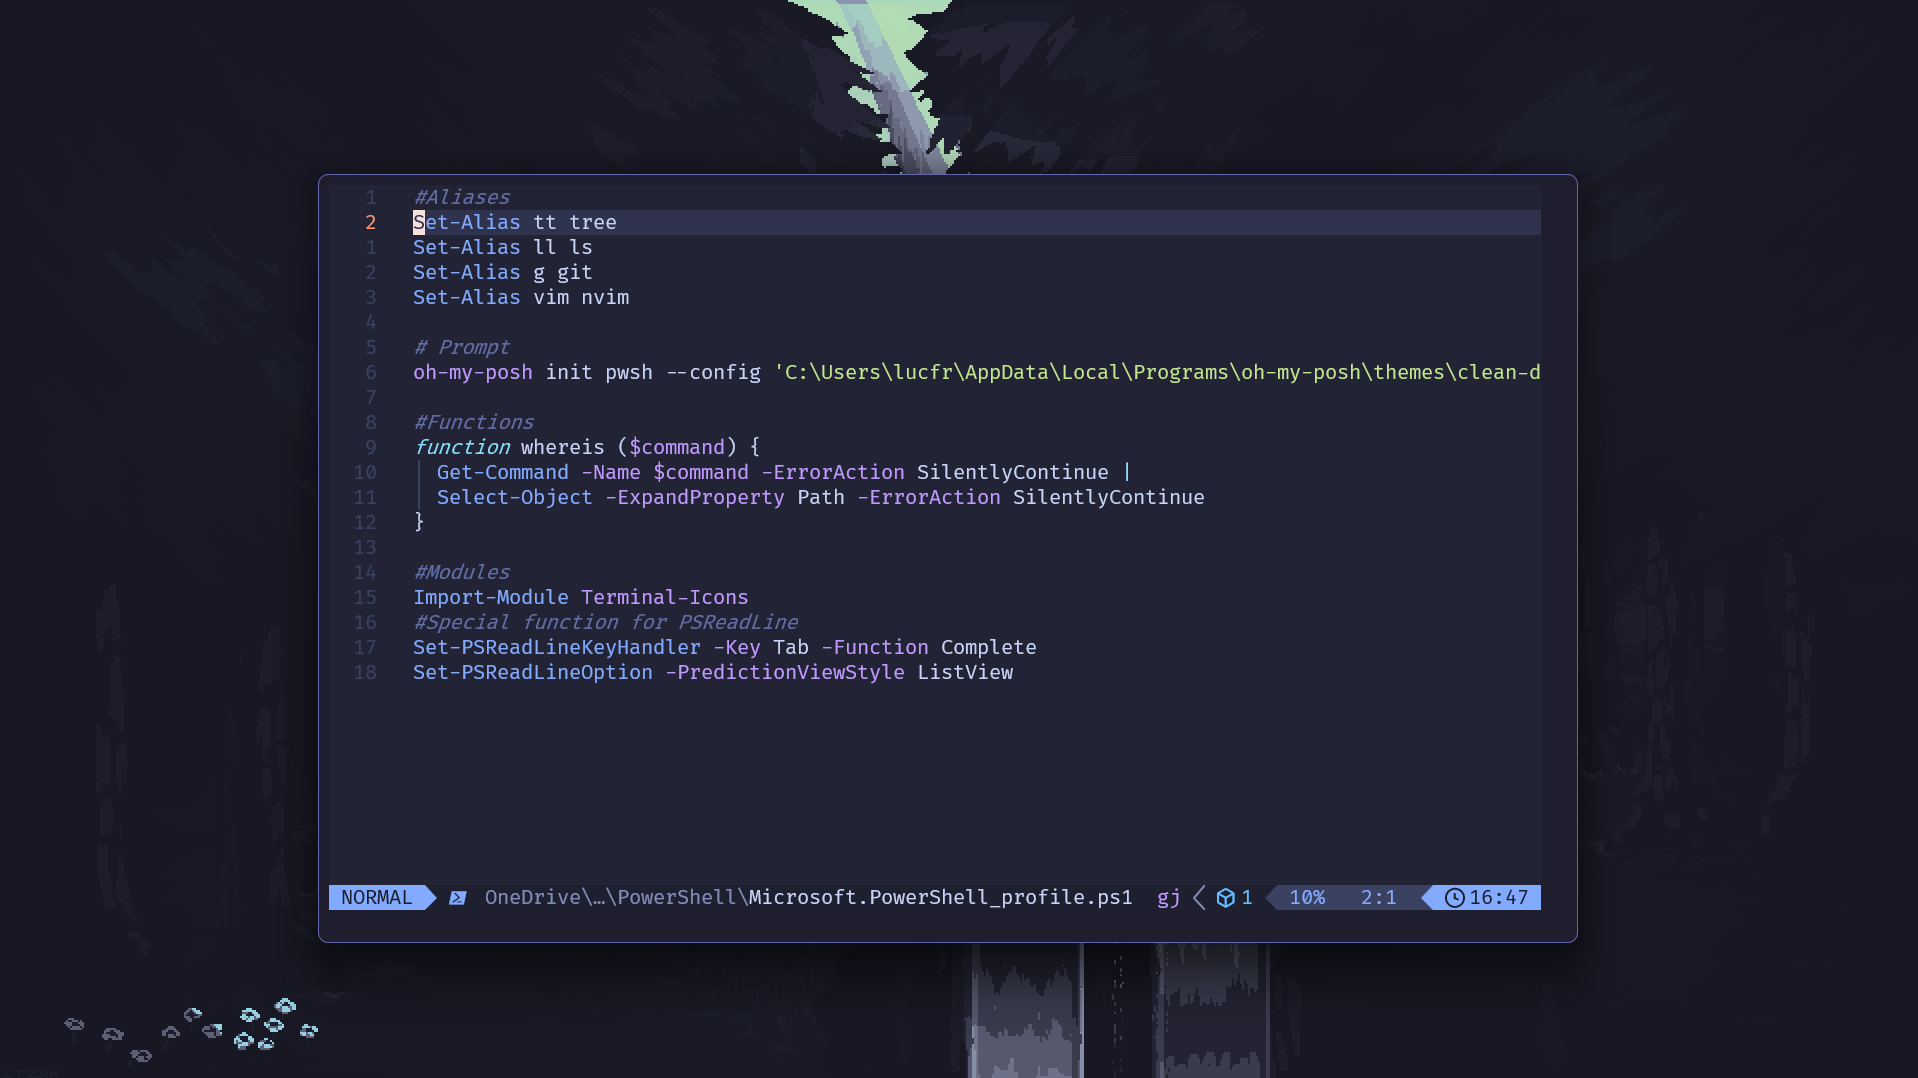 1 #Aliases
2 Set-Alias tt tree
1 Set-Alias ll ls
2 Set-Alias g git
3 Set-Alias vim nvim
4
5 # Prompt
6 oh-my-posh init pwsh --config 'C:\Users\lucfr\AppData\Local\Programs\oh-my-posh\themes\clean-d
7
8 #Functions
9 function whereis ($command) {
10 Get-Command -Name $command -ErrorAction SilentlyContinue |
11 Select-Object -ExpandProperty Path -ErrorAction SilentlyContinue
12 }
13
14 #Modules
15 Import-Module Terminal-Icons
16 #Special function for PSReadLine
17 Set-PSReadLineKeyHandler -Key Tab -Function Complete
18 Set-PSReadLineOption -PredictionViewStyle ListView
NORMAL OneDrive\…\PowerShell\Microsoft.PowerShell_profile.ps1 gj 1 10% 2:1 16:47